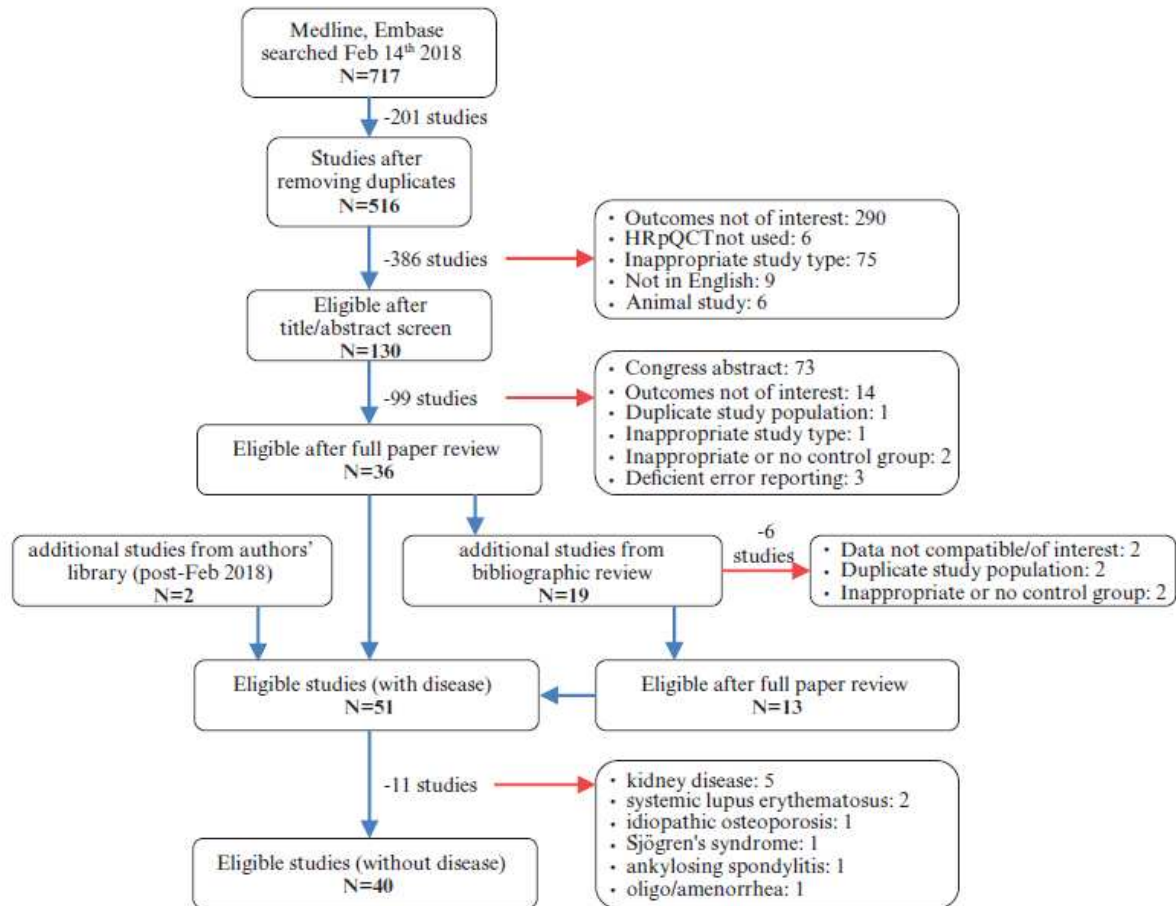 Medline, Embase
searched Feb 14th 2018
N=717
-201 studies
Studies after
removing duplicates
N=516
-386 studies
• Outcomes not of interest: 290
• HRpQCTnot used: 6
• Inappropriate study type: 75
• Not in English: 9
• Animal study: 6
Eligible after
title/abstract screen
N=130
-99 studies
• Congress abstract: 73
• Outcomes not of interest: 14
• Duplicate study population: 1
• Inappropriate study type: 1
• Inappropriate or no control group: 2
• Deficient error reporting: 3
Eligible after full paper review
N=36
additional studies from authors'
library (post-Feb 2018)
N=2
additional studies from
bibliographic review
N=19
-6
studies
• Data not compatible/of interest: 2
• Duplicate study population: 2
• Inappropriate or no control group: 2
Eligible studies (with disease)
N=51
Eligible after full paper review
N=13
-11 studies
• kidney disease: 5
• systemic lupus erythematosus: 2
• idiopathic osteoporosis: 1
• Sjögren's syndrome: 1
• ankylosing spondylitis: 1
• oligo/amenorrhea: 1
Eligible studies (without disease)
N=40